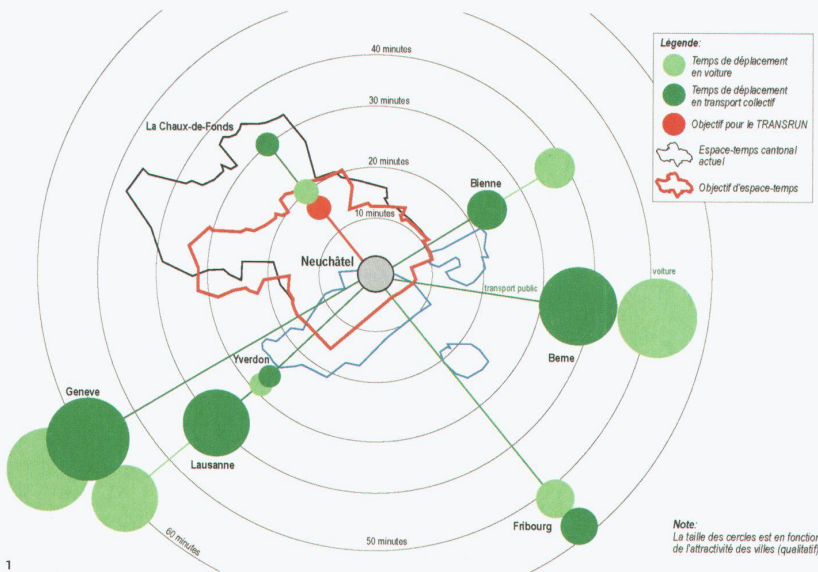 40 minutes
30 minutes
La Chaux-de-Fonds
20 minutes
Bienne
10 minutes
Neuchâtel
transport public
voiture
Berne
Yverdon
Geneve
Lausanne
Fribourg
60 minutes
50 minutes
Légende:
Temps de déplacement
en voiture
Temps de déplacement
en transport collectif
Objectif pour le TRANSRUN
Espace-temps cantonal
actuel
Objectif d'espace-temps
Note:
La taille des cercles est en fonction
de l'attractivité des villes (qualitatif)
1